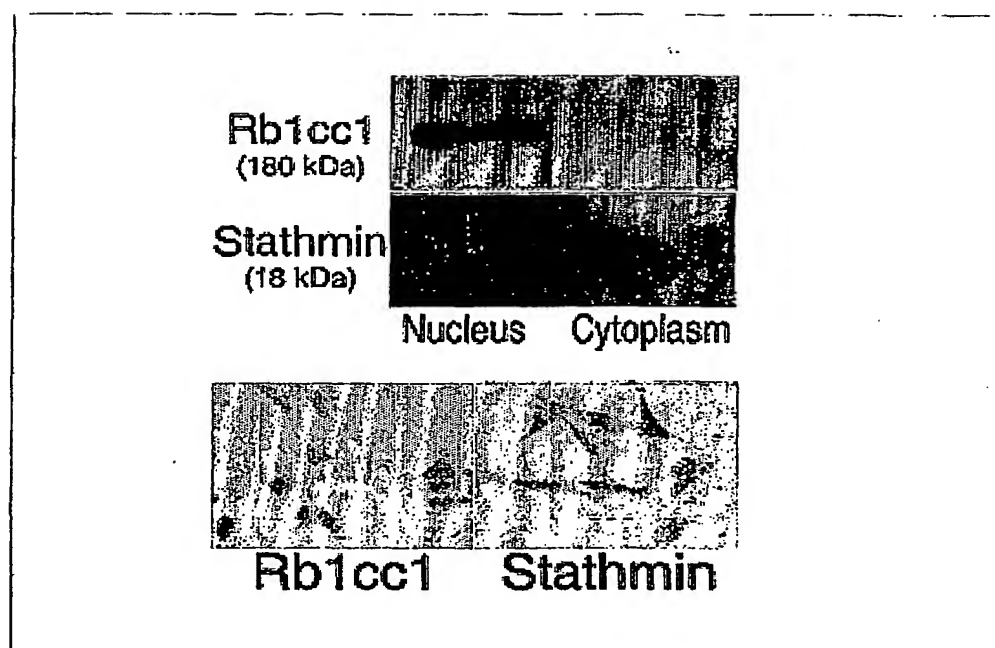 Rb1cc1
(180 kDa)
Stathmin
(18 kDa)
Nucleus Cytoplasm
Rb1cc1 Stathmin